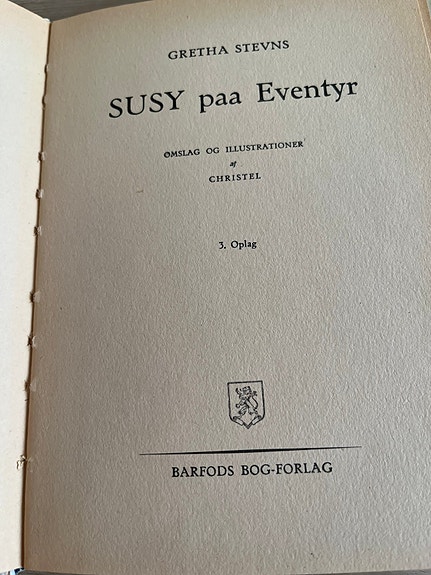 GRETHA STEVNS
SUSY paa Eventyr
OMSLAG OG ILLUSTRATIONER
af
CHRISTEL
3. Oplag
BARFODS BOG-FORLAG